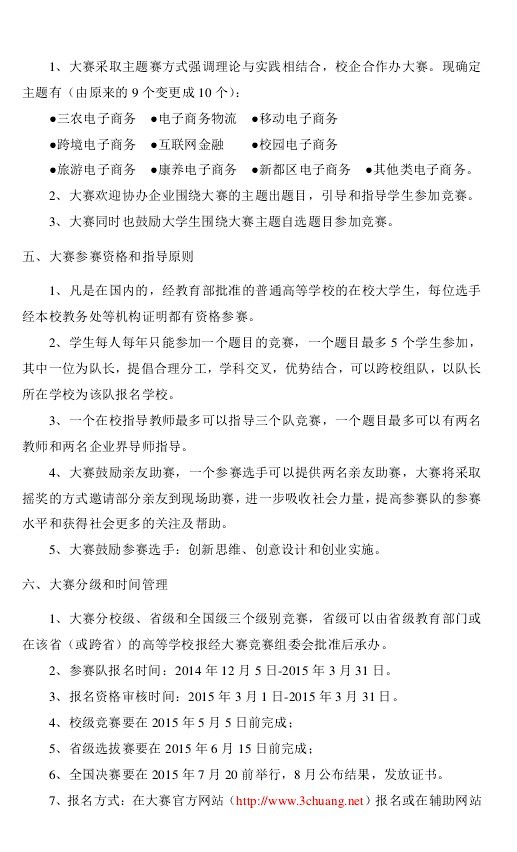 1、大赛采取主题赛方式强调理论与实践相结合，校企合作办大赛。现确定
主题有（由原来的 9 个变更成 10 个）：
●三农电子商务 ●电子商务物流 ●移动电子商务
●跨境电子商务 ●互联网金融 ●校园电子商务
●旅游电子商务 ●康养电子商务 ●新都区电子商务 ●其他类电子商务。
2、大赛欢迎协办企业围绕大赛的主题出题目，引导和指导学生参加竞赛。
3、大赛同时也鼓励大学生围绕大赛主题自选题目参加竞赛。
五、大赛参赛资格和指导原则
1、凡是在国内的，经教育部批准的普通高等学校的在校大学生，每位选手
经本校教务处等机构证明都有资格参赛。
2、学生每人每年只能参加一个题目的竞赛，一个题目最多 5 个学生参加，
其中一位为队长，提倡合理分工，学科交叉，优势结合，可以跨校组队，以队长
所在学校为该队报名学校。
3、一个在校指导教师最多可以指导三个队竞赛，一个题目最多可以有两名
教师和两名企业界导师指导。
4、大赛鼓励亲友助赛，一个参赛选手可以提供两名亲友助赛，大赛将采取
摇奖的方式邀请部分亲友到现场助赛，进一步吸收社会力量，提高参赛队的参赛
水平和获得社会更多的关注及帮助。
5、大赛鼓励参赛选手：创新思维、创意设计和创业实施。
六、大赛分级和时间管理
1、大赛分校级、省级和全国级三个级别竞赛，省级可以由省级教育部门或
在该省（或跨省）的高等学校报经大赛竞赛组委会批准后承办。
2、参赛队报名时间：2014 年 12 月 5 日-2015 年 3 月 31 日。
3、报名资格审核时间：2015 年 3 月 1 日-2015 年 3 月 31 日。
4、校级竞赛要在 2015 年 5 月 5 日前完成；
5、省级选拔赛要在 2015 年 6 月 15 日前完成；
6、全国决赛要在 2015 年 7 月 20 前举行，8 月公布结果，发放证书。
7、报名方式：在大赛官方网站（http://www.3chuang.net）报名或在辅助网站